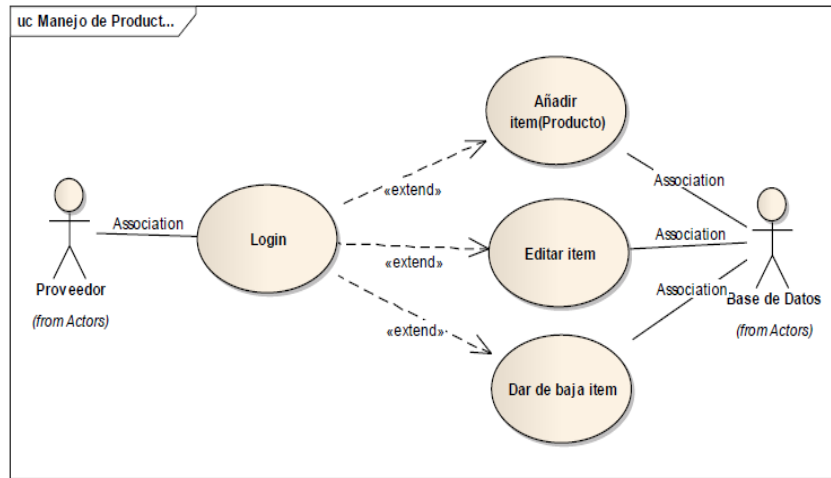 uc Manejo de Product...
Añadir
item(Producto)
Association
«extend»
Association
Login
Editar item
Association
«extend»
Proveedor
(from Actors)
Association
Base de Datos
(from Actors)
«extend»
Dar de baja item